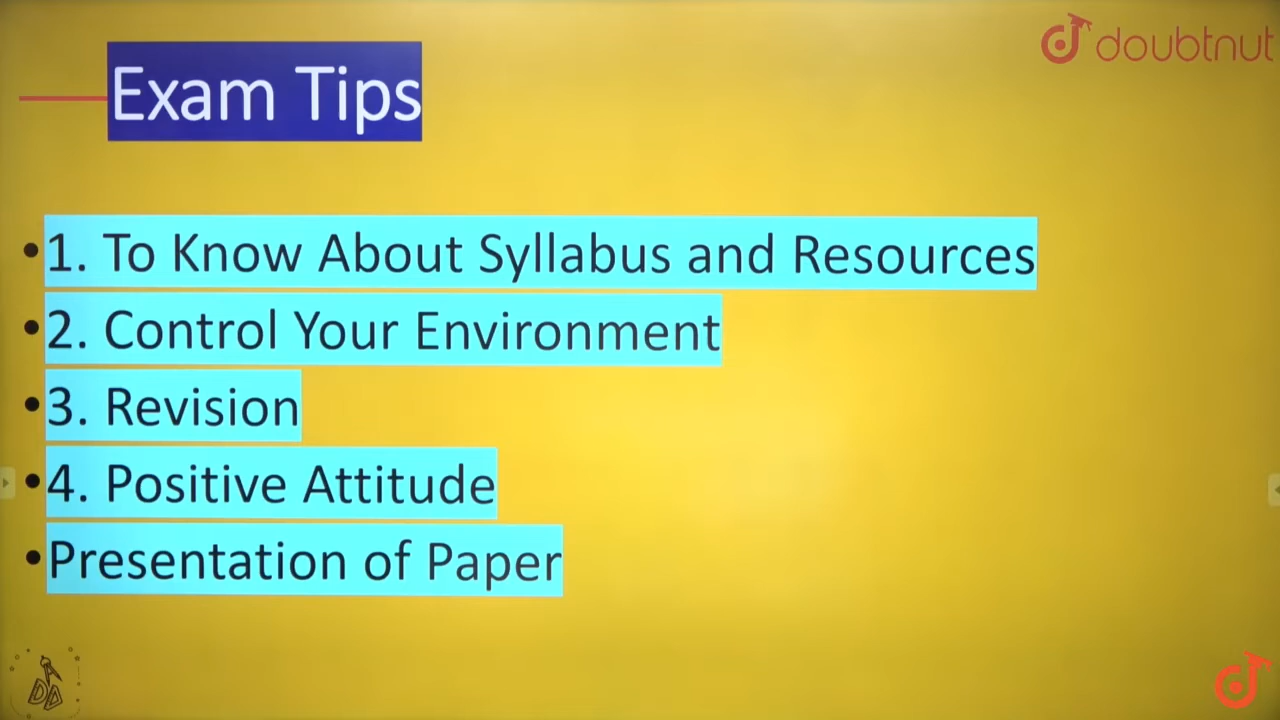 doubtnut
Exam Tips
•1. To Know About Syllabus and Resources
•2. Control Your Environment
•3. Revision
•4. Positive Attitude
•Presentation of Paper